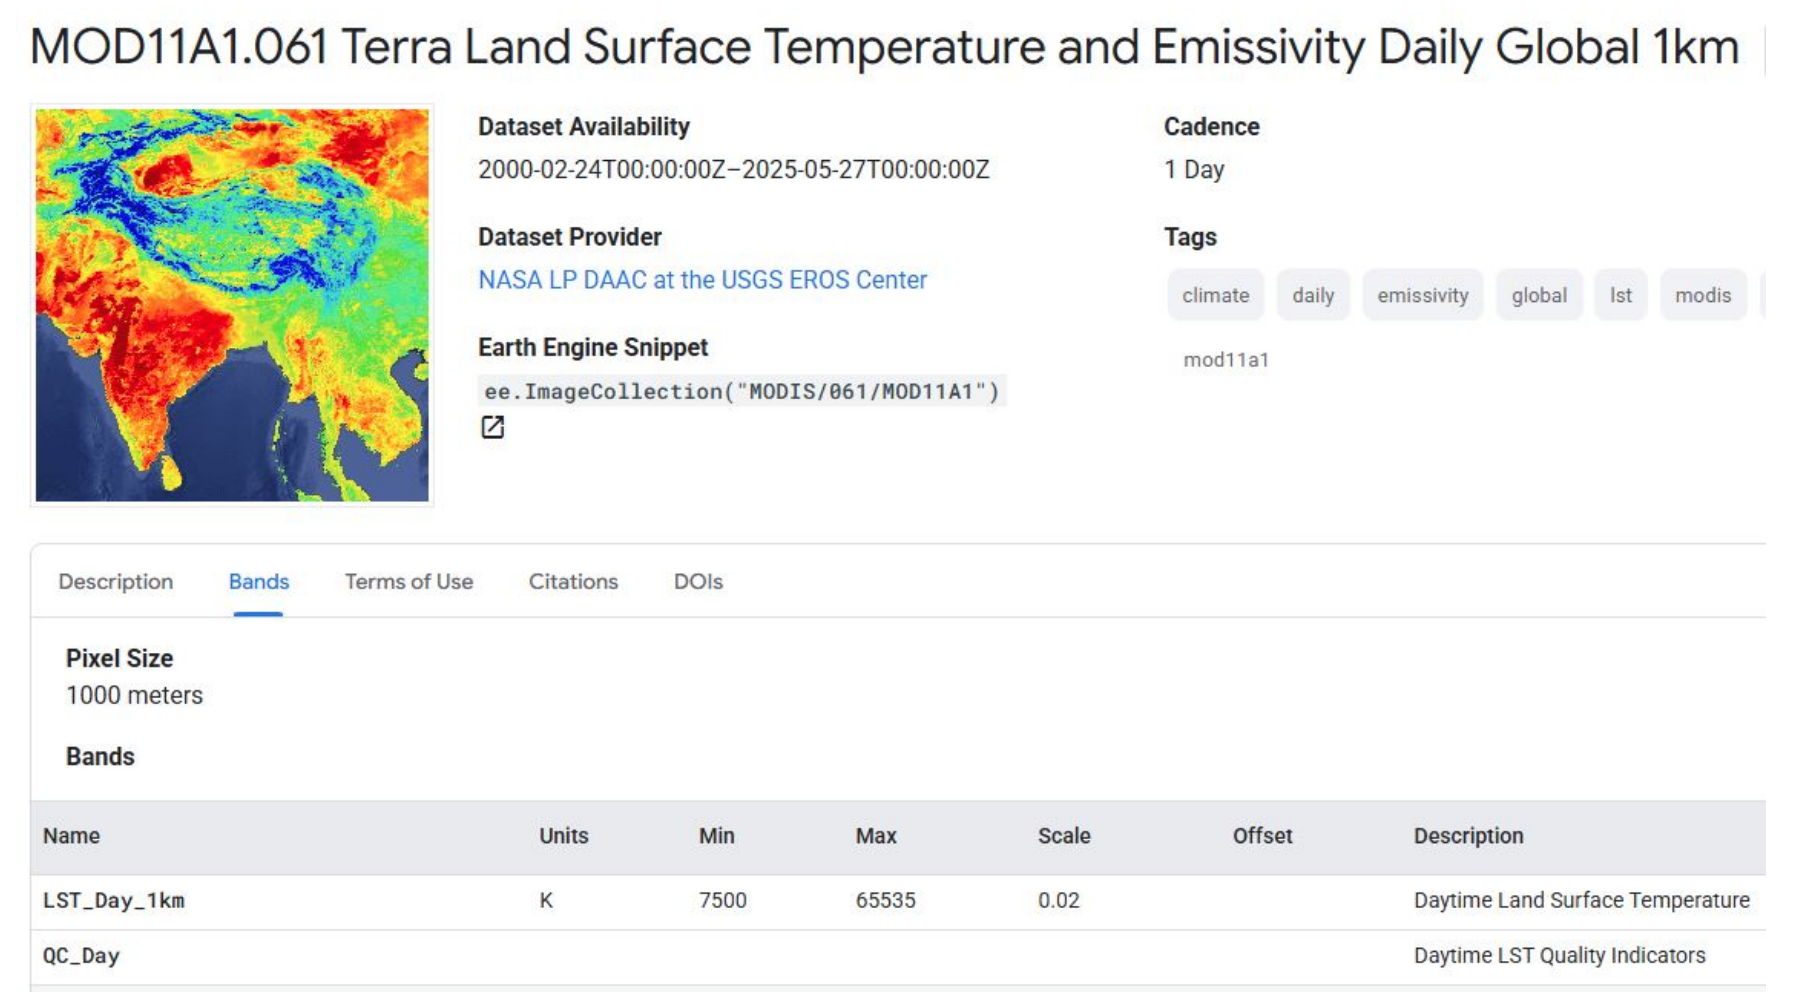 MOD11A1.061 Terra Land Surface Temperature and Emissivity Daily Global 1km
Dataset Availability
2000-02-24T00:00:00Z–2025-05-27T00:00:00Z
Dataset Provider
NASA LP DAAC at the USGS EROS Center
Earth Engine Snippet
ee.ImageCollection("MODIS/061/MOD11A1")
Cadence
1 Day
Tags
climate daily emissivity global lst modis
mod11a1
Description Bands Terms of Use Citations DOIs
Pixel Size
1000 meters
Bands
Name Units Min Max Scale Offset Description
LST_Day_1km K 7500 65535 0.02 Daytime Land Surface Temperature
QC_Day Daytime LST Quality Indicators